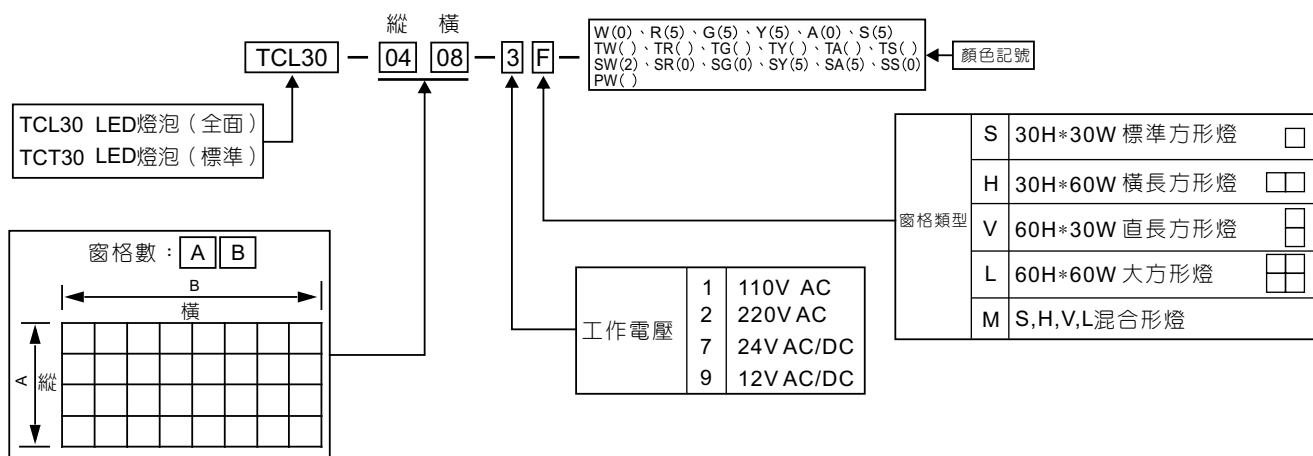 縱 橫
TCL30 — 04 08 — 3 F —
W(0)、R(5)、G(5)、Y(5)、A(0)、S(5)
TW( )、TR( )、TG( )、TY( )、TA( )、TS( )
SW(2)、SR(0)、SG(0)、SY(5)、SA(5)、SS(0)
PW( )
顏色記號
TCL30 LED燈泡（全面）
TCT30 LED燈泡（標準）
窗格數：A B
B
橫
A 縱
工作電壓
1 110V AC
2 220V AC
7 24V AC/DC
9 12V AC/DC
窗格類型
S 30H*30W 標準方形燈
H 30H*60W 橫長方形燈
V 60H*30W 直長方形燈
L 60H*60W 大方形燈
M S,H,V,L混合形燈